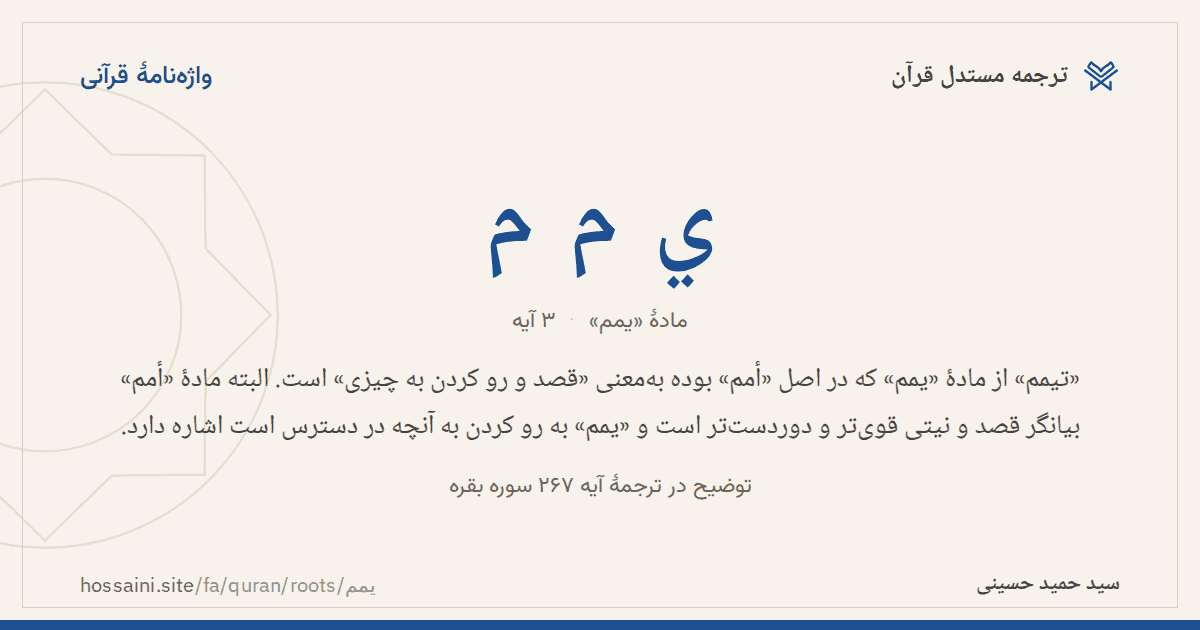 ترجمه مستدل قرآن
واژه‌نامهٔ قرآنی
ي م م
مادهٔ «یمم» · ۳ آیه
«تیمم» از مادهٔ «یمم» که در اصل «أمم» بوده به‌معنی «قصد و رو کردن به چیزی» است. البته مادهٔ «أمم»
بیانگر قصد و نیتی قوی‌تر و دوردست‌تر است و «یمم» به رو کردن به آنچه در دسترس است اشاره دارد.
توضیح در ترجمهٔ آیه ۲۶۷ سوره بقره
سید حمید حسینی
hossaini.site/fa/quran/roots/یمم